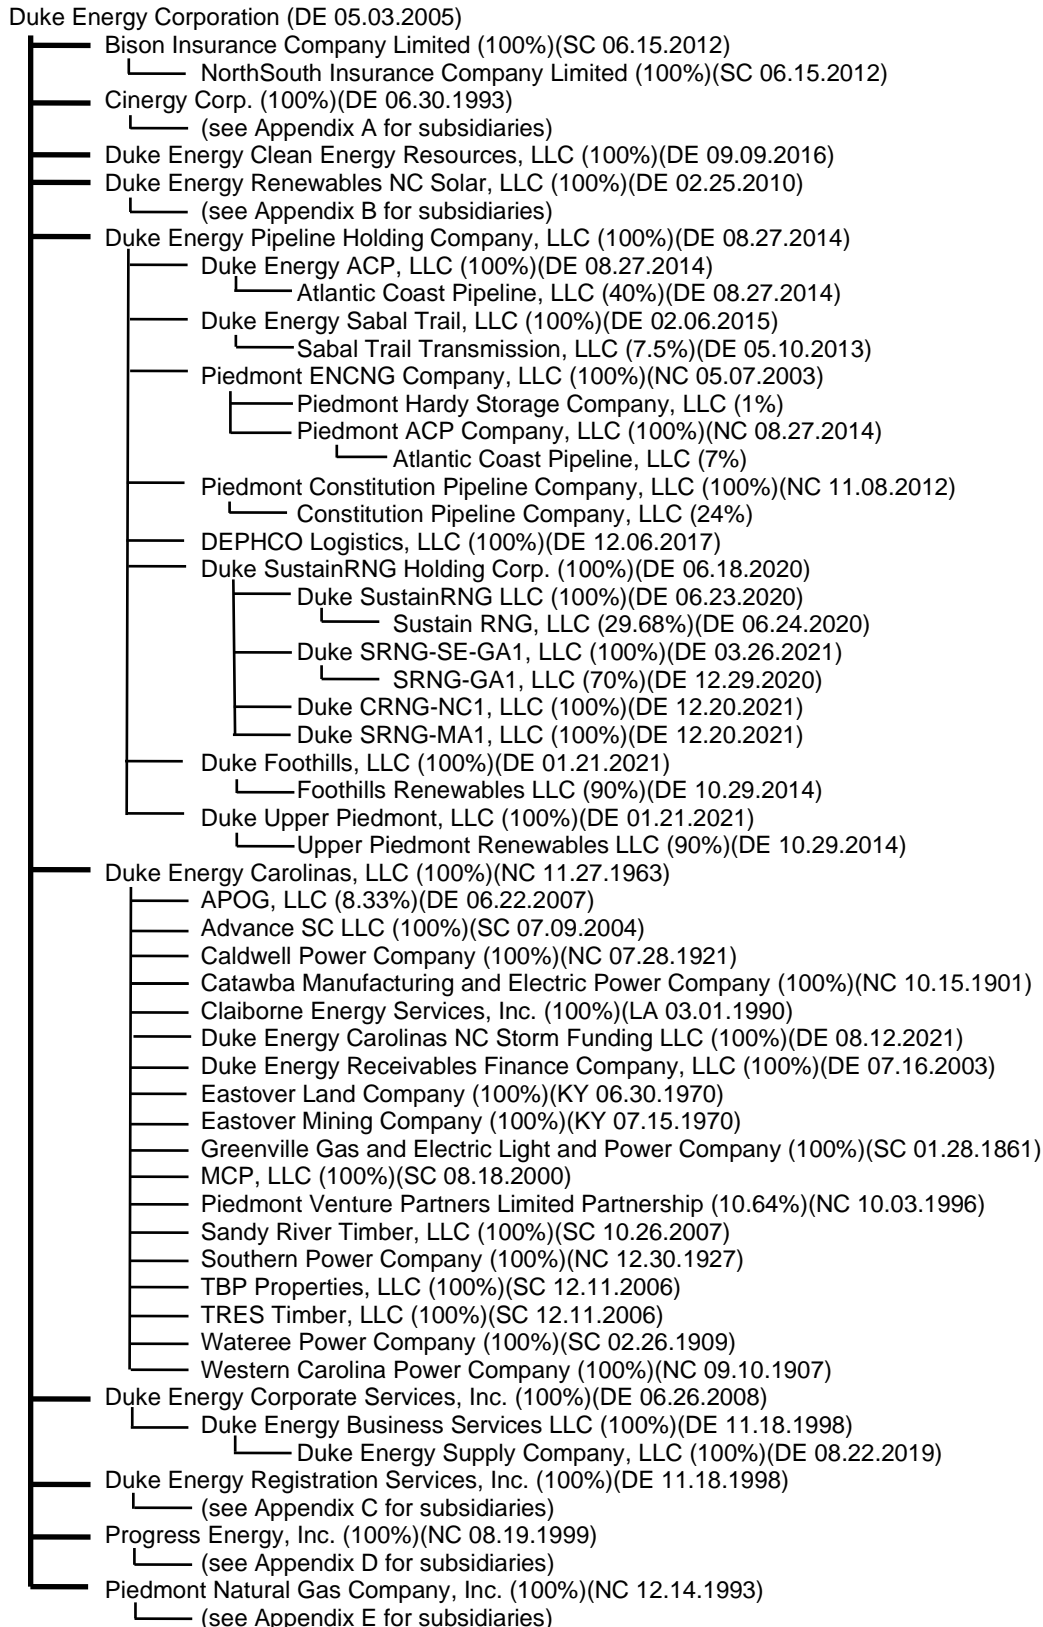 Duke Energy Corporation (DE 05.03.2005)
Bison Insurance Company Limited (100%)(SC 06.15.2012)
NorthSouth Insurance Company Limited (100%)(SC 06.15.2012)
Cinergy Corp. (100%)(DE 06.30.1993)
(see Appendix A for subsidiaries)
Duke Energy Clean Energy Resources, LLC (100%)(DE 09.09.2016)
Duke Energy Renewables NC Solar, LLC (100%)(DE 02.25.2010)
(see Appendix B for subsidiaries)
Duke Energy Pipeline Holding Company, LLC (100%)(DE 08.27.2014)
Duke Energy ACP, LLC (100%)(DE 08.27.2014)
Atlantic Coast Pipeline, LLC (40%)(DE 08.27.2014)
Duke Energy Sabal Trail, LLC (100%)(DE 02.06.2015)
Sabal Trail Transmission, LLC (7.5%)(DE 05.10.2013)
Piedmont ENCNG Company, LLC (100%)(NC 05.07.2003)
Piedmont Hardy Storage Company, LLC (1%)
Piedmont ACP Company, LLC (100%)(NC 08.27.2014)
Atlantic Coast Pipeline, LLC (7%)
Piedmont Constitution Pipeline Company, LLC (100%)(NC 11.08.2012)
Constitution Pipeline Company, LLC (24%)
DEPHCO Logistics, LLC (100%)(DE 12.06.2017)
Duke SustainRNG Holding Corp. (100%)(DE 06.18.2020)
Duke SustainRNG LLC (100%)(DE 06.23.2020)
Sustain RNG, LLC (29.68%)(DE 06.24.2020)
Duke SRNG-SE-GA1, LLC (100%)(DE 03.26.2021)
SRNG-GA1, LLC (70%)(DE 12.29.2020)
Duke CRNG-NC1, LLC (100%)(DE 12.20.2021)
Duke SRNG-MA1, LLC (100%)(DE 12.20.2021)
Duke Foothills, LLC (100%)(DE 01.21.2021)
Foothills Renewables LLC (90%)(DE 10.29.2014)
Duke Upper Piedmont, LLC (100%)(DE 01.21.2021)
Upper Piedmont Renewables LLC (90%)(DE 10.29.2014)
Duke Energy Carolinas, LLC (100%)(NC 11.27.1963)
APOG, LLC (8.33%)(DE 06.22.2007)
Advance SC LLC (100%)(SC 07.09.2004)
Caldwell Power Company (100%)(NC 07.28.1921)
Catawba Manufacturing and Electric Power Company (100%)(NC 10.15.1901)
Claiborne Energy Services, Inc. (100%)(LA 03.01.1990)
Duke Energy Carolinas NC Storm Funding LLC (100%)(DE 08.12.2021)
Duke Energy Receivables Finance Company, LLC (100%)(DE 07.16.2003)
Eastover Land Company (100%)(KY 06.30.1970)
Eastover Mining Company (100%)(KY 07.15.1970)
Greenville Gas and Electric Light and Power Company (100%)(SC 01.28.1861)
MCP, LLC (100%)(SC 08.18.2000)
Piedmont Venture Partners Limited Partnership (10.64%)(NC 10.03.1996)
Sandy River Timber, LLC (100%)(SC 10.26.2007)
Southern Power Company (100%)(NC 12.30.1927)
TBP Properties, LLC (100%)(SC 12.11.2006)
TRES Timber, LLC (100%)(SC 12.11.2006)
Wateree Power Company (100%)(SC 02.26.1909)
Western Carolina Power Company (100%)(NC 09.10.1907)
Duke Energy Corporate Services, Inc. (100%)(DE 06.26.2008)
Duke Energy Business Services LLC (100%)(DE 11.18.1998)
Duke Energy Supply Company, LLC (100%)(DE 08.22.2019)
Duke Energy Registration Services, Inc. (100%)(DE 11.18.1998)
(see Appendix C for subsidiaries)
Progress Energy, Inc. (100%)(NC 08.19.1999)
(see Appendix D for subsidiaries)
Piedmont Natural Gas Company, Inc. (100%)(NC 12.14.1993)
(see Appendix E for subsidiaries)